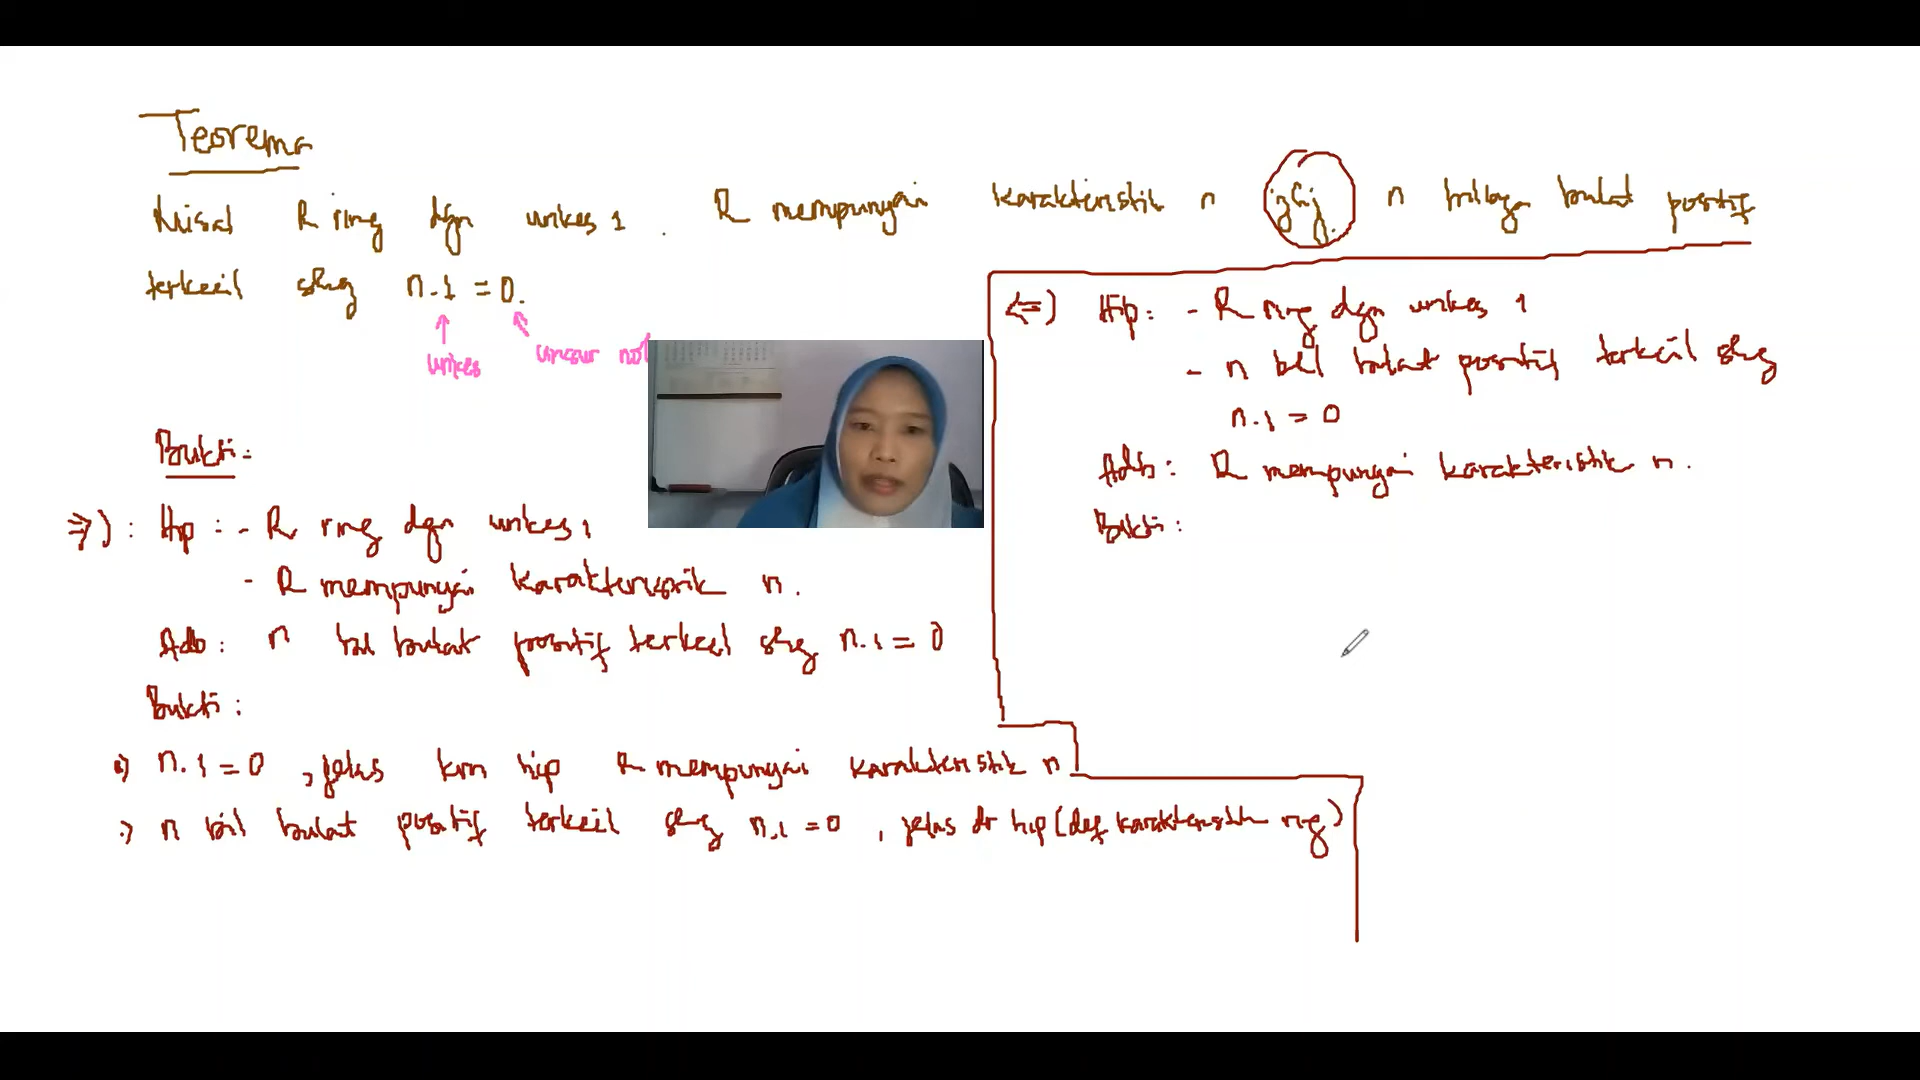 Teorema
Misal R ring dgn unkes 1. R mempunyai karakteristik n jhj n bilangan bulat positif
terkecil shg n.1 = 0.
unkes
unsur nol
Bukti:
⇒): Hip: - R ring dgn unkes 1
- R mempunyai karakteristik n.
Adb: n bil bulat positif terkecil shg n.1 = 0
Bukti:
•) n.1 = 0, jelas krn hip R mempunyai karakteristik n
•) n bil bulat positif terkecil shg n.1 = 0, jelas dr hip (def karakteristik ring)
⇐) Hip: - R ring dgn unkes 1
- n bil bulat positif terkecil shg
n.1 = 0
Adb: R mempunyai karakteristik n.
Bukti: